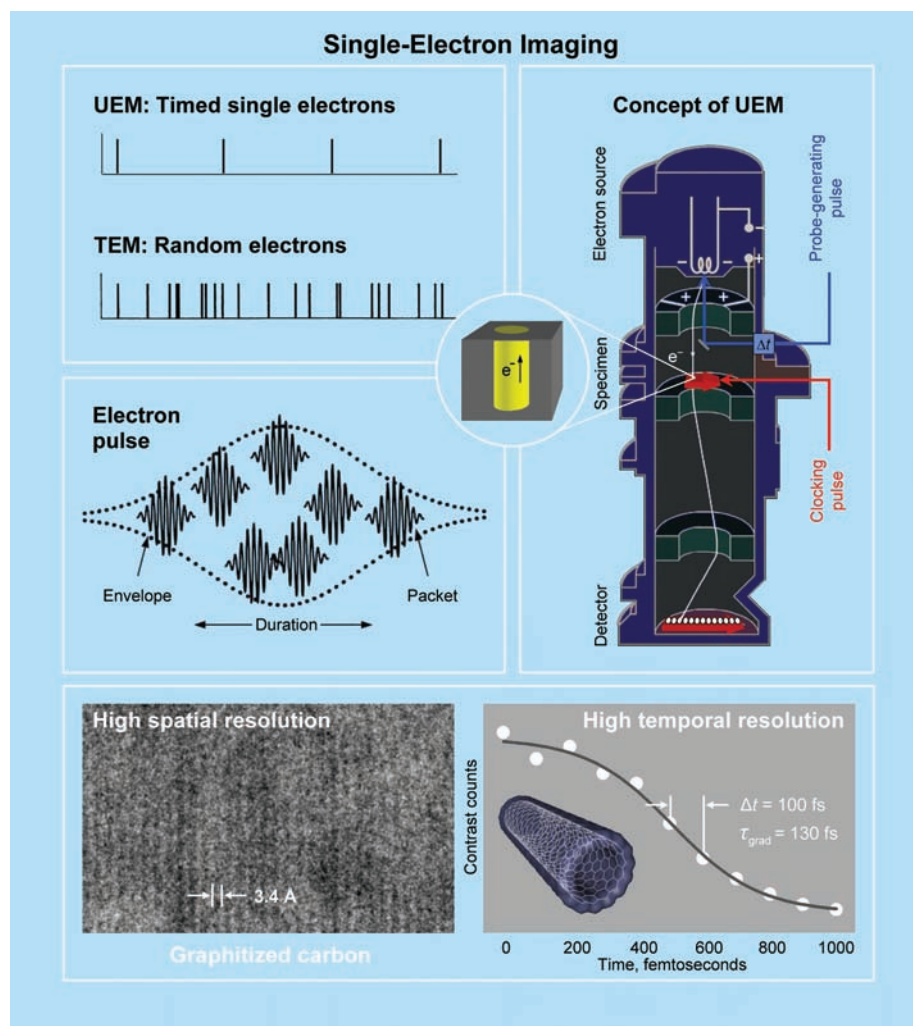 Single-Electron Imaging
UEM: Timed single electrons
TEM: Random electrons
Concept of UEM
Electron source
Probe-generating
pulse
Specimen
Clocking
pulse
Detector
−
+
−
−
+
+
Δt
e−
e−
Electron
pulse
Envelope
Packet
Duration
High spatial resolution
3.4 Å
Graphitized carbon
High temporal resolution
Contrast counts
Δt = 100 fs
τgrad = 130 fs
0 200 400 600 800 1000
Time, femtoseconds